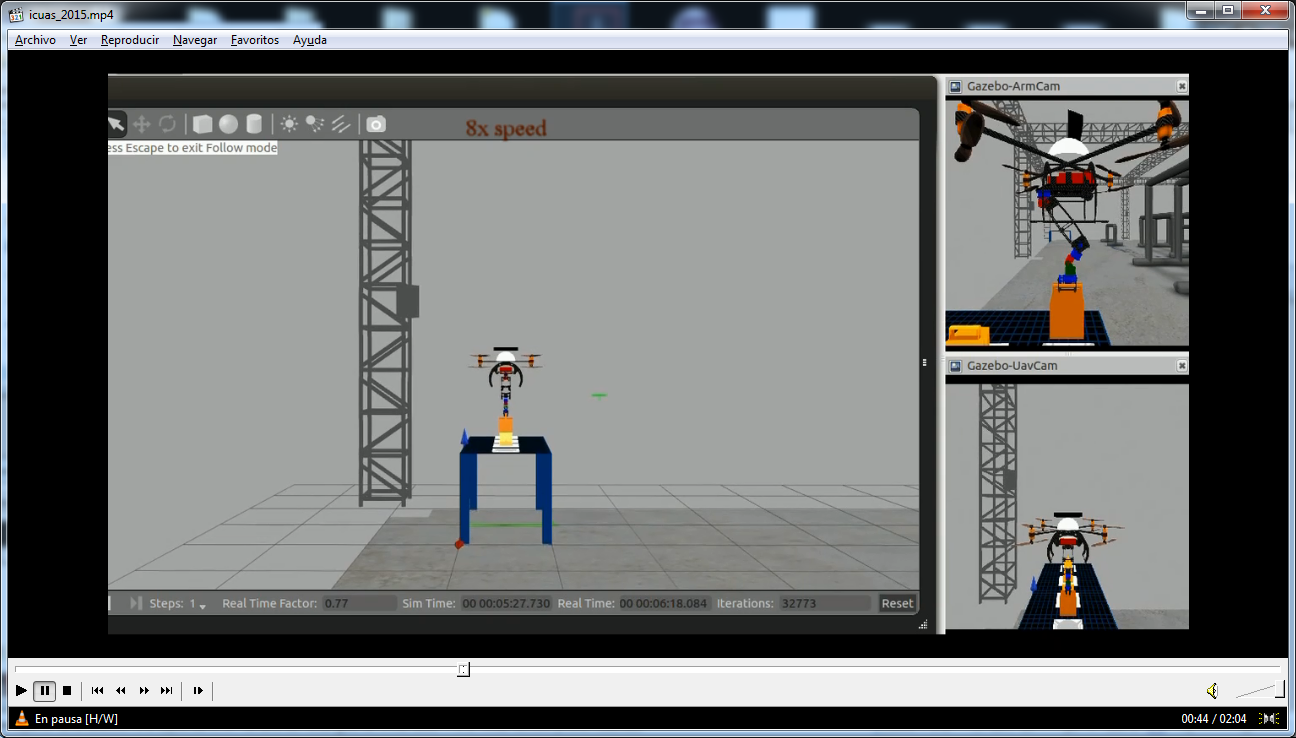 icuas_2015.mp4
Archivo Ver Reproducir Navegar Favoritos Ayuda
8x speed
ess Escape to exit Follow mode
Gazebo-ArmCam
Gazebo-UavCam
Steps: 1 Real Time Factor: 0.77 Sim Time: 00 00:05:27.730 Real Time: 00 00:06:18.084 Iterations: 32773 Reset
En pausa [H/W] 00:44 / 02:04